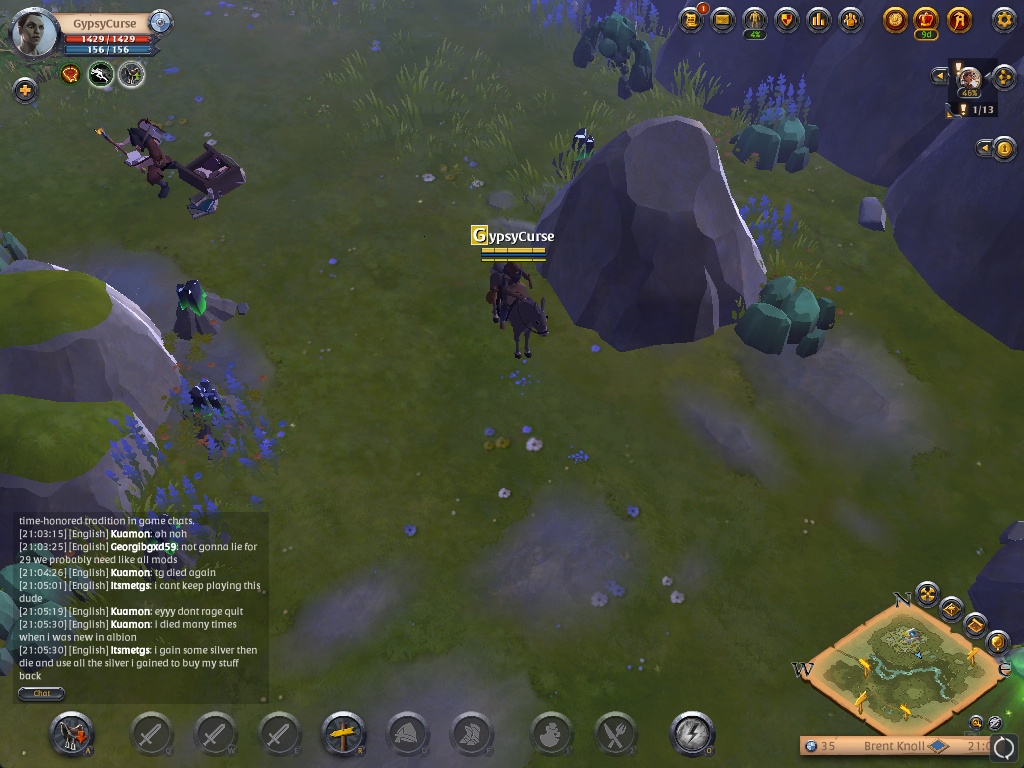 GypsyCurse
1429 / 1429
156 / 156
1
4%
9d
46%
1/13
1
GYPSYCURSE
time-honored tradition in game chats.
[21:03:15] [English] Kuamon: oh nah
[21:03:25] [English] Georgibgxd59: not gonna lie for
29 we probably need like all mods
[21:04:26] [English] Kuamon: tg died again
[21:05:01] [English] Itsmetgs: i cant keep playing this
dude
[21:05:19] [English] Kuamon: eyyy dont rage quit
[21:05:30] [English] Kuamon: i died many times
when i was new in albion
[21:05:30] [English] Itsmetgs: i gain some silver then
die and use all the silver i gained to buy my stuff
back
Chat
N
W
E
A
Q
W
E
R
D
F
O
35 Brent Knoll